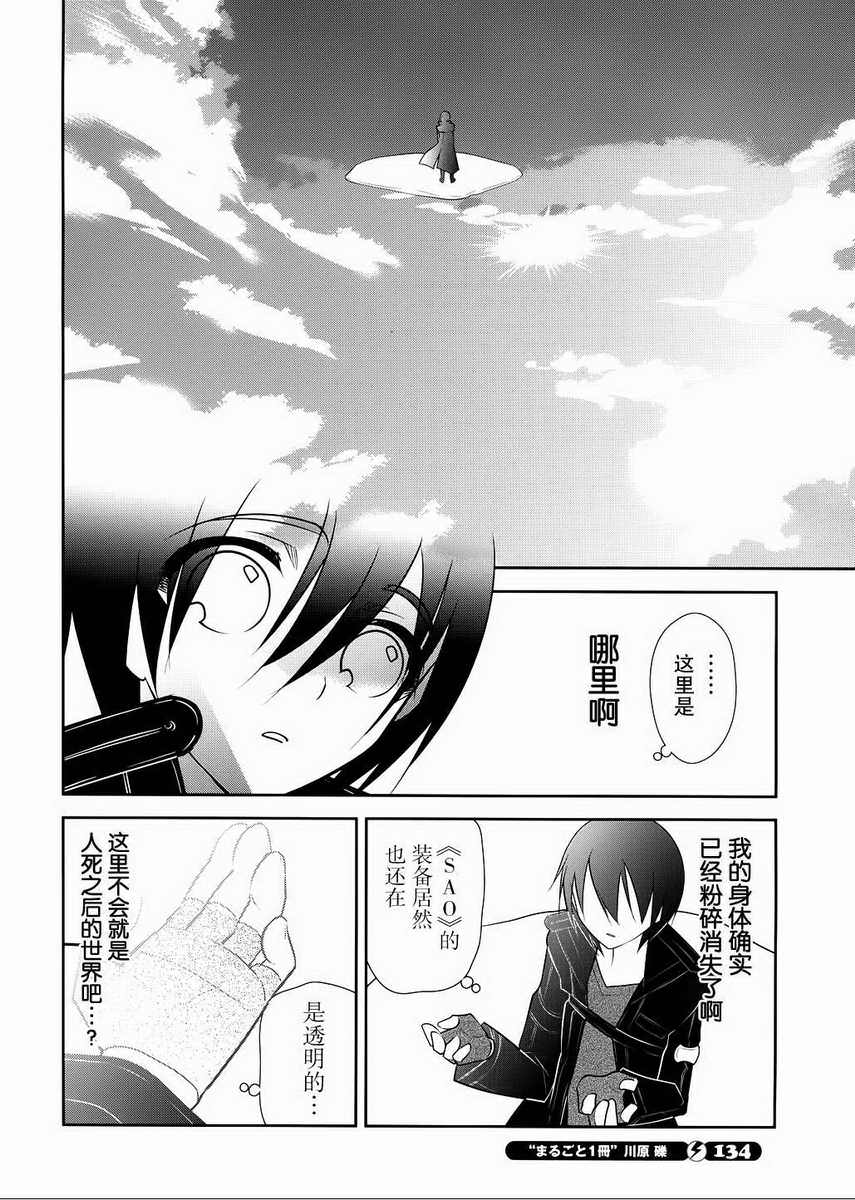 ……
这里是
哪里啊
我的身体确实
已经粉碎消失了啊
《SAO》的
装备居然
也还在
是透明的…
这里不会就是
人死之后的世界吧…?
“まるごと1冊”川原 礫 134